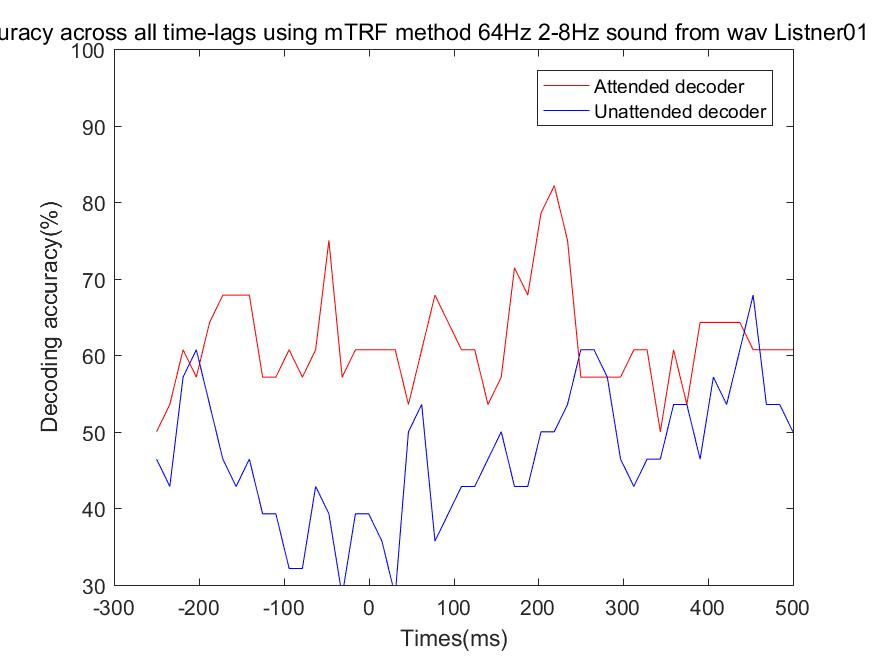 uracy across all time-lags using mTRF method 64Hz 2-8Hz sound from wav Listner01
100
90
80
70
60
50
40
30
Decoding accuracy(%)
Attended decoder
Unattended decoder
-300 -200 -100 0 100 200 300 400 500
Times(ms)